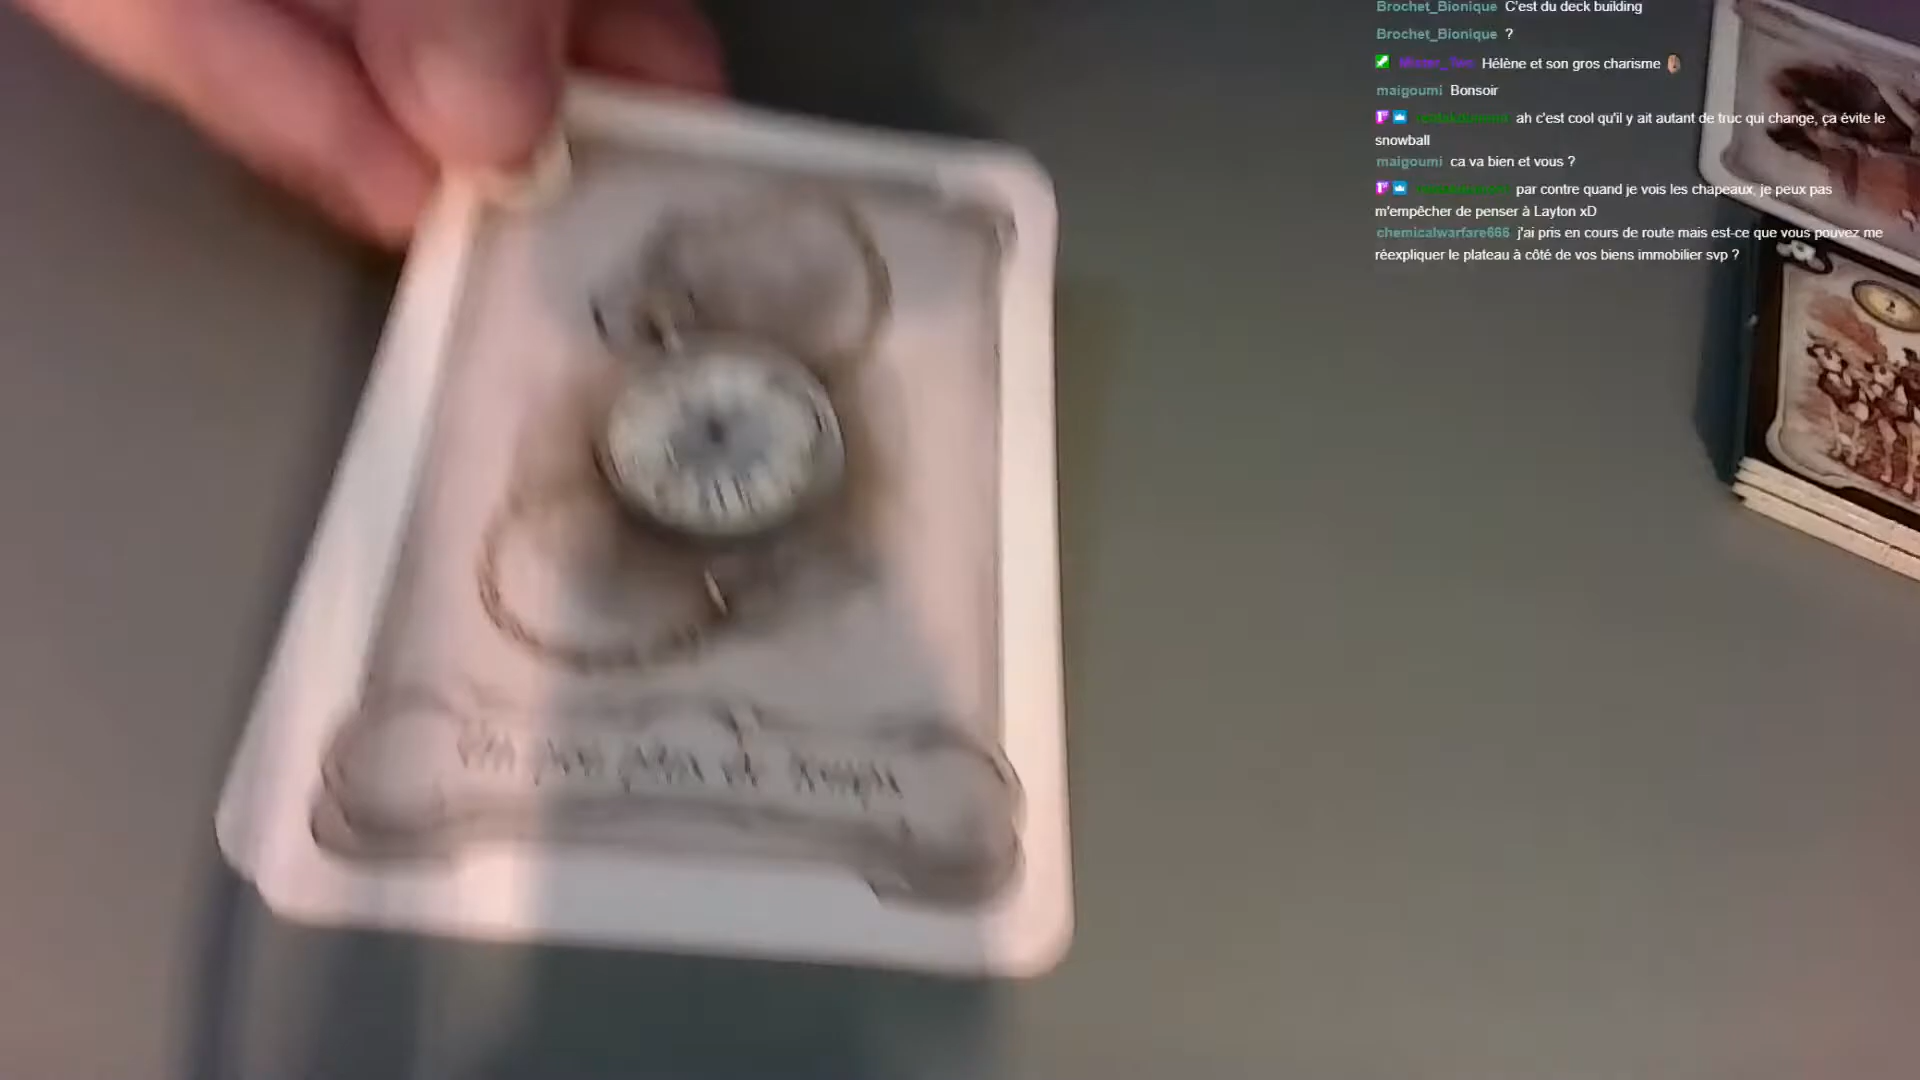 Brochet_Bionique C'est du deck building
Brochet_Bionique ?
Hélène et son gros charisme
maigoumi Bonsoir
ah c'est cool qu'il y ait autant de truc qui change, ça évite le
snowball
maigoumi ca va bien et vous ?
par contre quand je vois les chapeaux, je peux pas
m'empêcher de penser à Layton xD
chemicalwarfare666 j'ai pris en cours de route mais est-ce que vous pouvez me
réexpliquer le plateau à côté de vos biens immobilier svp ?